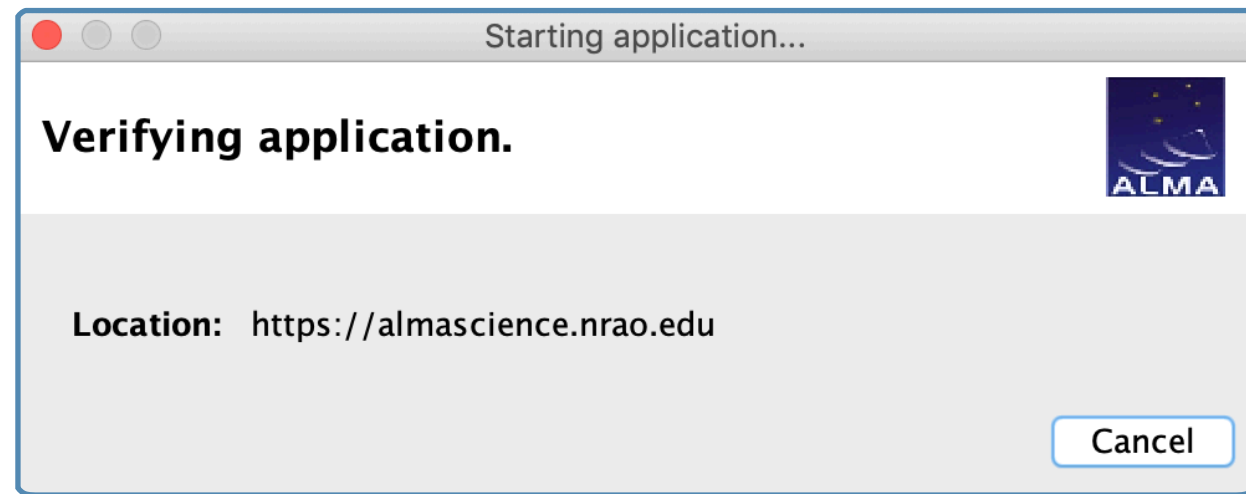 Starting application...
Verifying application.
ALMA
Location: https://almascience.nrao.edu
Cancel